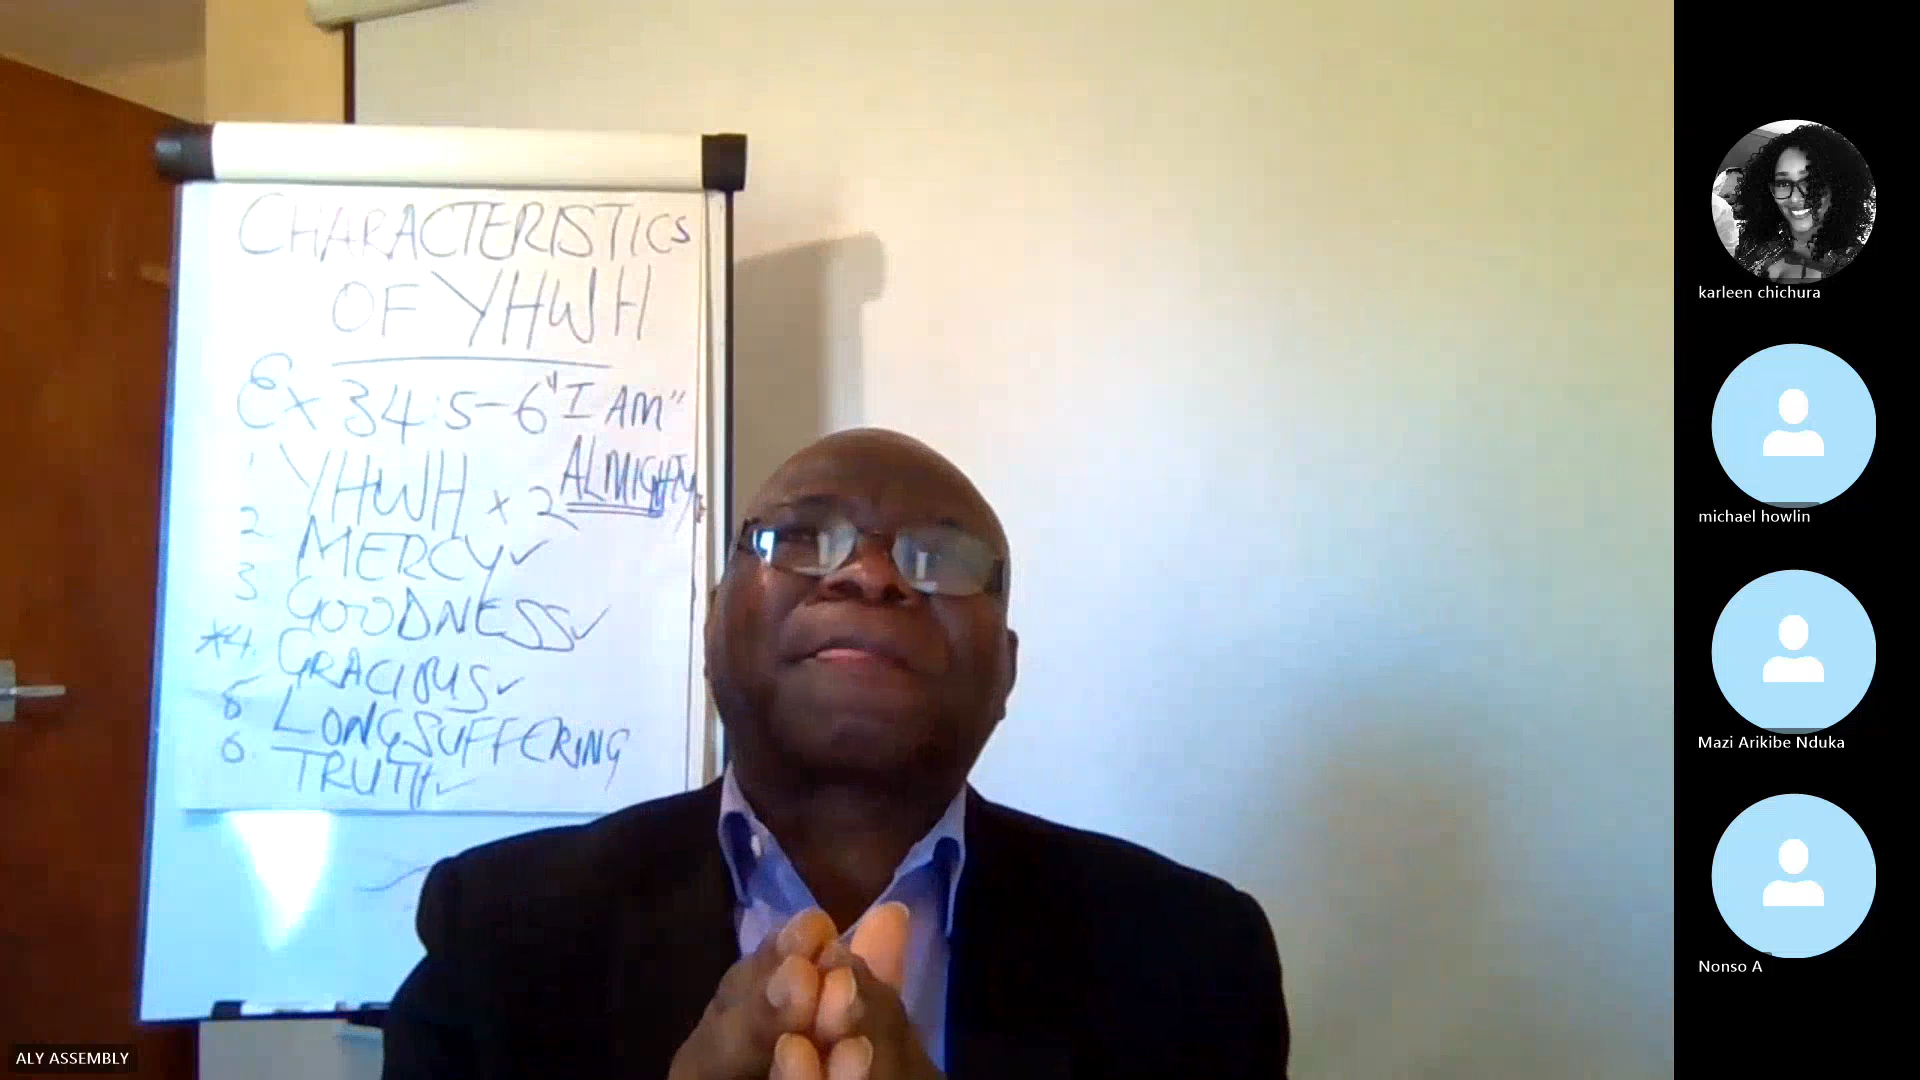 CHARACTERISTICS
OF YHWH
Ex 34:5-6 "I AM"
1 YHWH x 2 ALMIGHTY
2 MERCY ✓
3 GOODNESS ✓
*4. GRACIOUS ✓
5 LONGSUFFERING
6. TRUTH ✓
ALY ASSEMBLY
karleen chichura
michael howlin
Mazi Arikibe Nduka
Nonso A